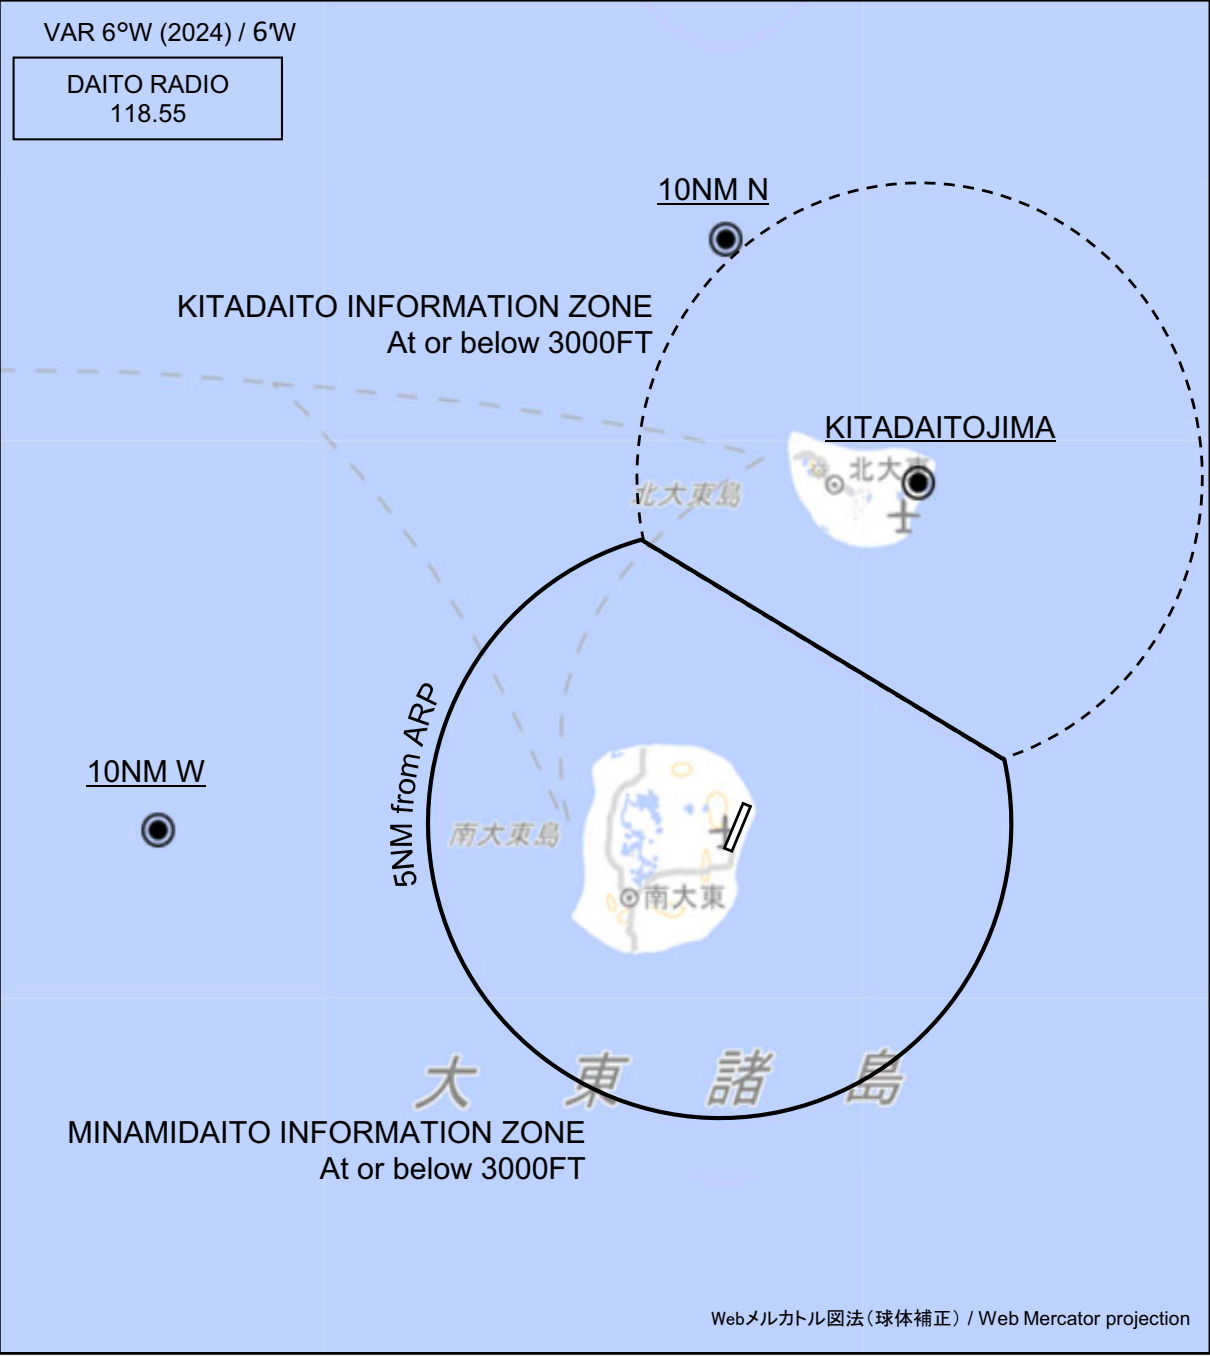 VAR 6°W (2024) / 6'W
DAITO RADIO
118.55
10NM N
KITADAITO INFORMATION ZONE
At or below 3000FT
KITADAITOJIMA
北大東
北大東島
5NM from ARP
10NM W
南大東島
南大東
大東諸島
MINAMIDAITO INFORMATION ZONE
At or below 3000FT
Webメルカトル図法（球体補正） / Web Mercator projection